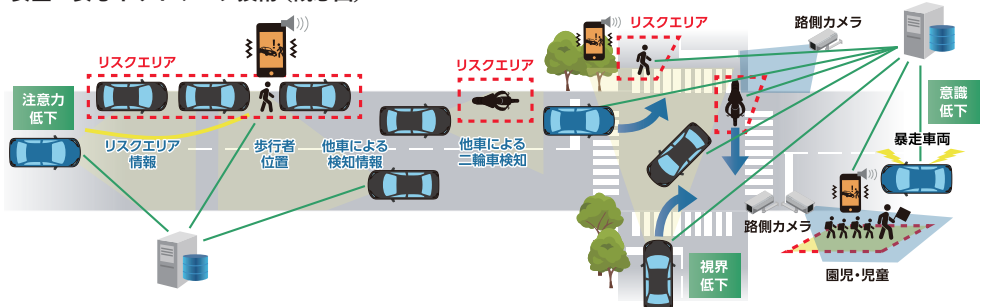 リスクエリア
注意力
低下
リスクエリア
情報
歩行者
位置
他車による
検知情報
リスクエリア
他車による
二輪車検知
リスクエリア
路側カメラ
意識
低下
暴走車両
路側カメラ
視界
低下
園児・児童